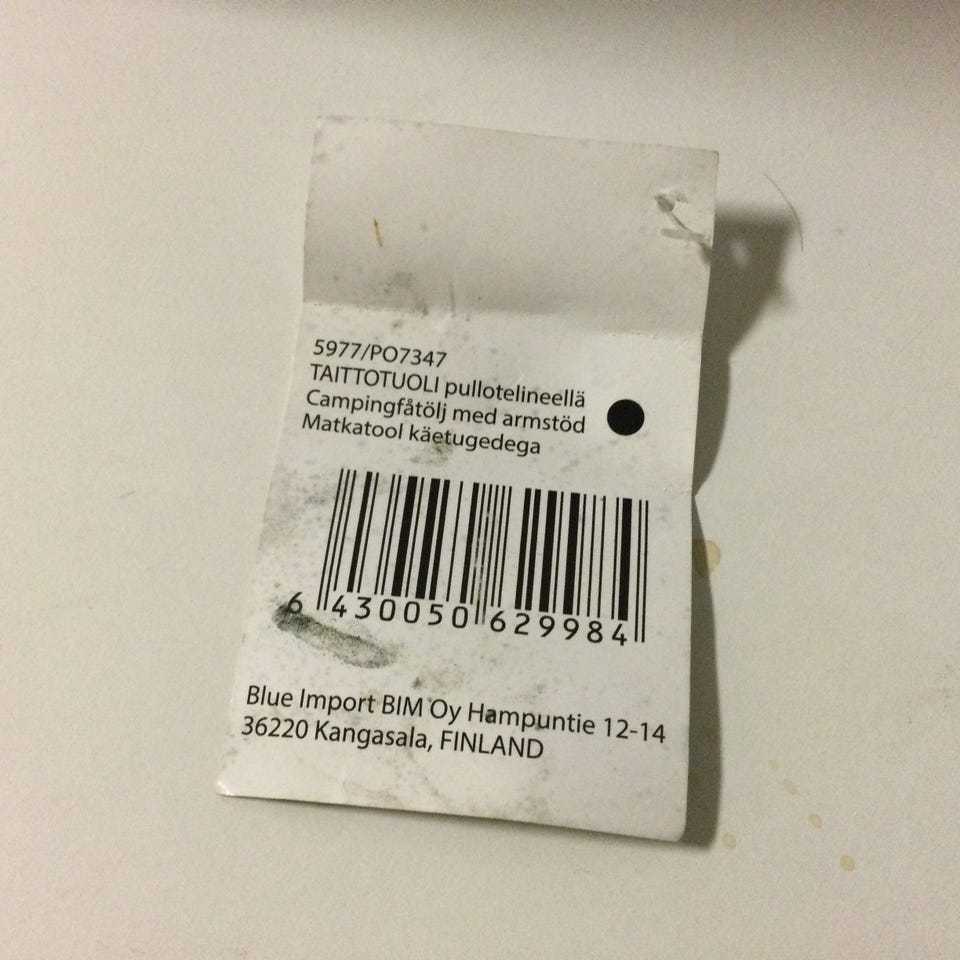 5977/PO7347
TAITTOTUOLI pullotelineellä
Campingfåtölj med armstöd
Matkatool käetugedega
6 430050 629984
Blue Import BIM Oy Hampuntie 12-14
36220 Kangasala, FINLAND